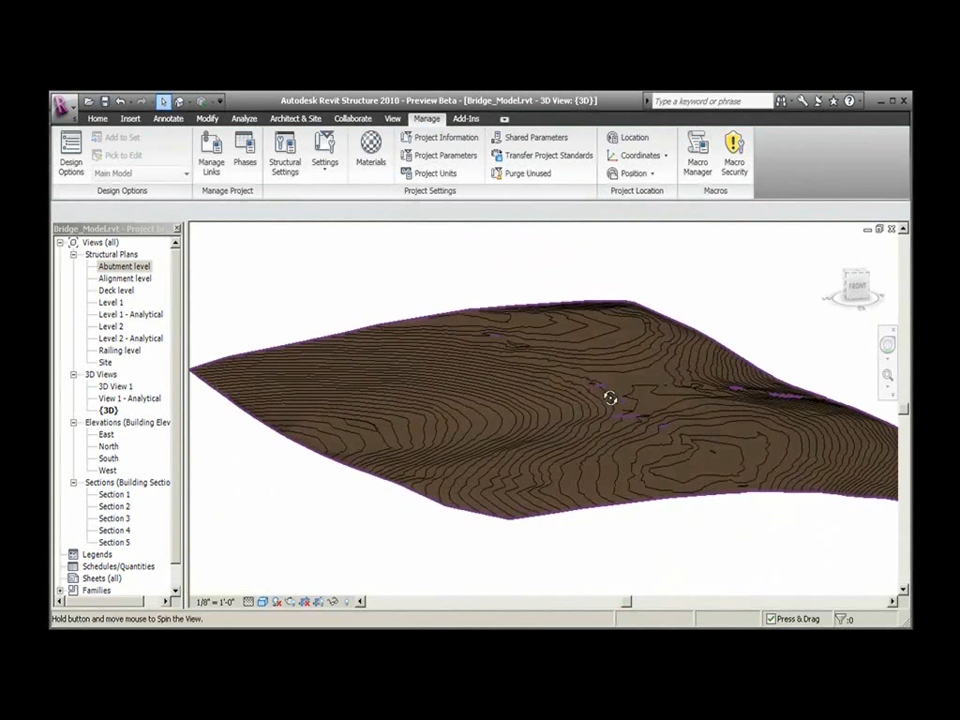 Autodesk Revit Structure 2010 - Preview Beta - [Bridge_Model.rvt - 3D View: {3D}]
Type a keyword or phrase
Home Insert Annotate Modify Analyze Architect & Site Collaborate View Manage Add-Ins
Design Options
Add to Set
Pick to Edit
Main Model
Design Options
Manage Links
Phases
Manage Project
Structural Settings
Settings
Materials
Project Information
Project Parameters
Project Units
Shared Parameters
Transfer Project Standards
Purge Unused
Project Settings
Location
Coordinates
Position
Project Location
Macro Manager
Macro Security
Macros
Bridge_Model.rvt - Project br
Views (all)
Structural Plans
Abutment level
Alignment level
Deck level
Level 1
Level 1 - Analytical
Level 2
Level 2 - Analytical
Railing level
Site
3D Views
3D View 1
View 1 - Analytical
{3D}
Elevations (Building Elev
East
North
South
West
Sections (Building Sectio
Section 1
Section 2
Section 3
Section 4
Section 5
Legends
Schedules/Quantities
Sheets (all)
Families
FRONT
1/8" = 1'-0"
Hold button and move mouse to Spin the View.
Press & Drag
:0